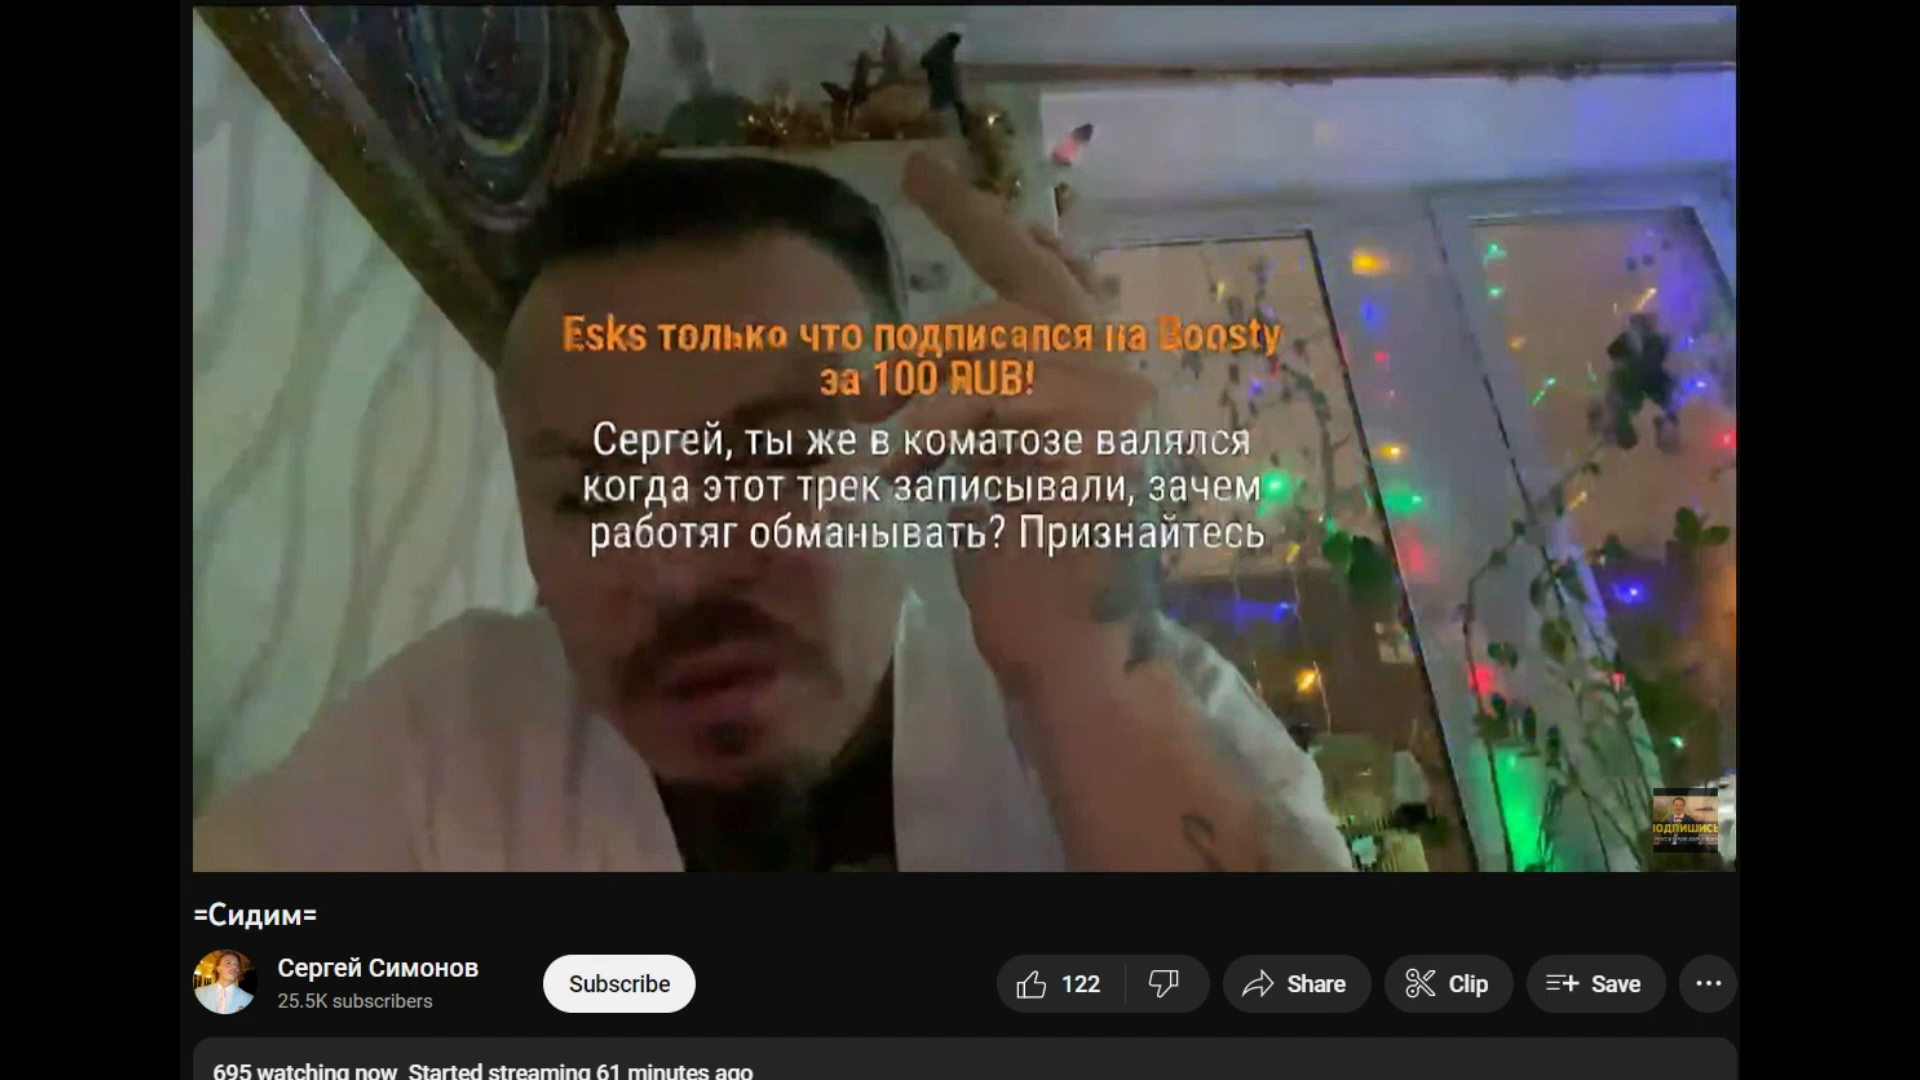 Esks только что подписался на Boosty
за 100 RUB!
Сергей, ты же в коматозе валялся
когда этот трек записывали, зачем
работяг обманывать? Признайтесь
ПОДПИШИСЬ
=Сидим=
Сергей Симонов
25.5K subscribers
Subscribe
122
Share
Clip
Save
695 watching now Started streaming 61 minutes ago